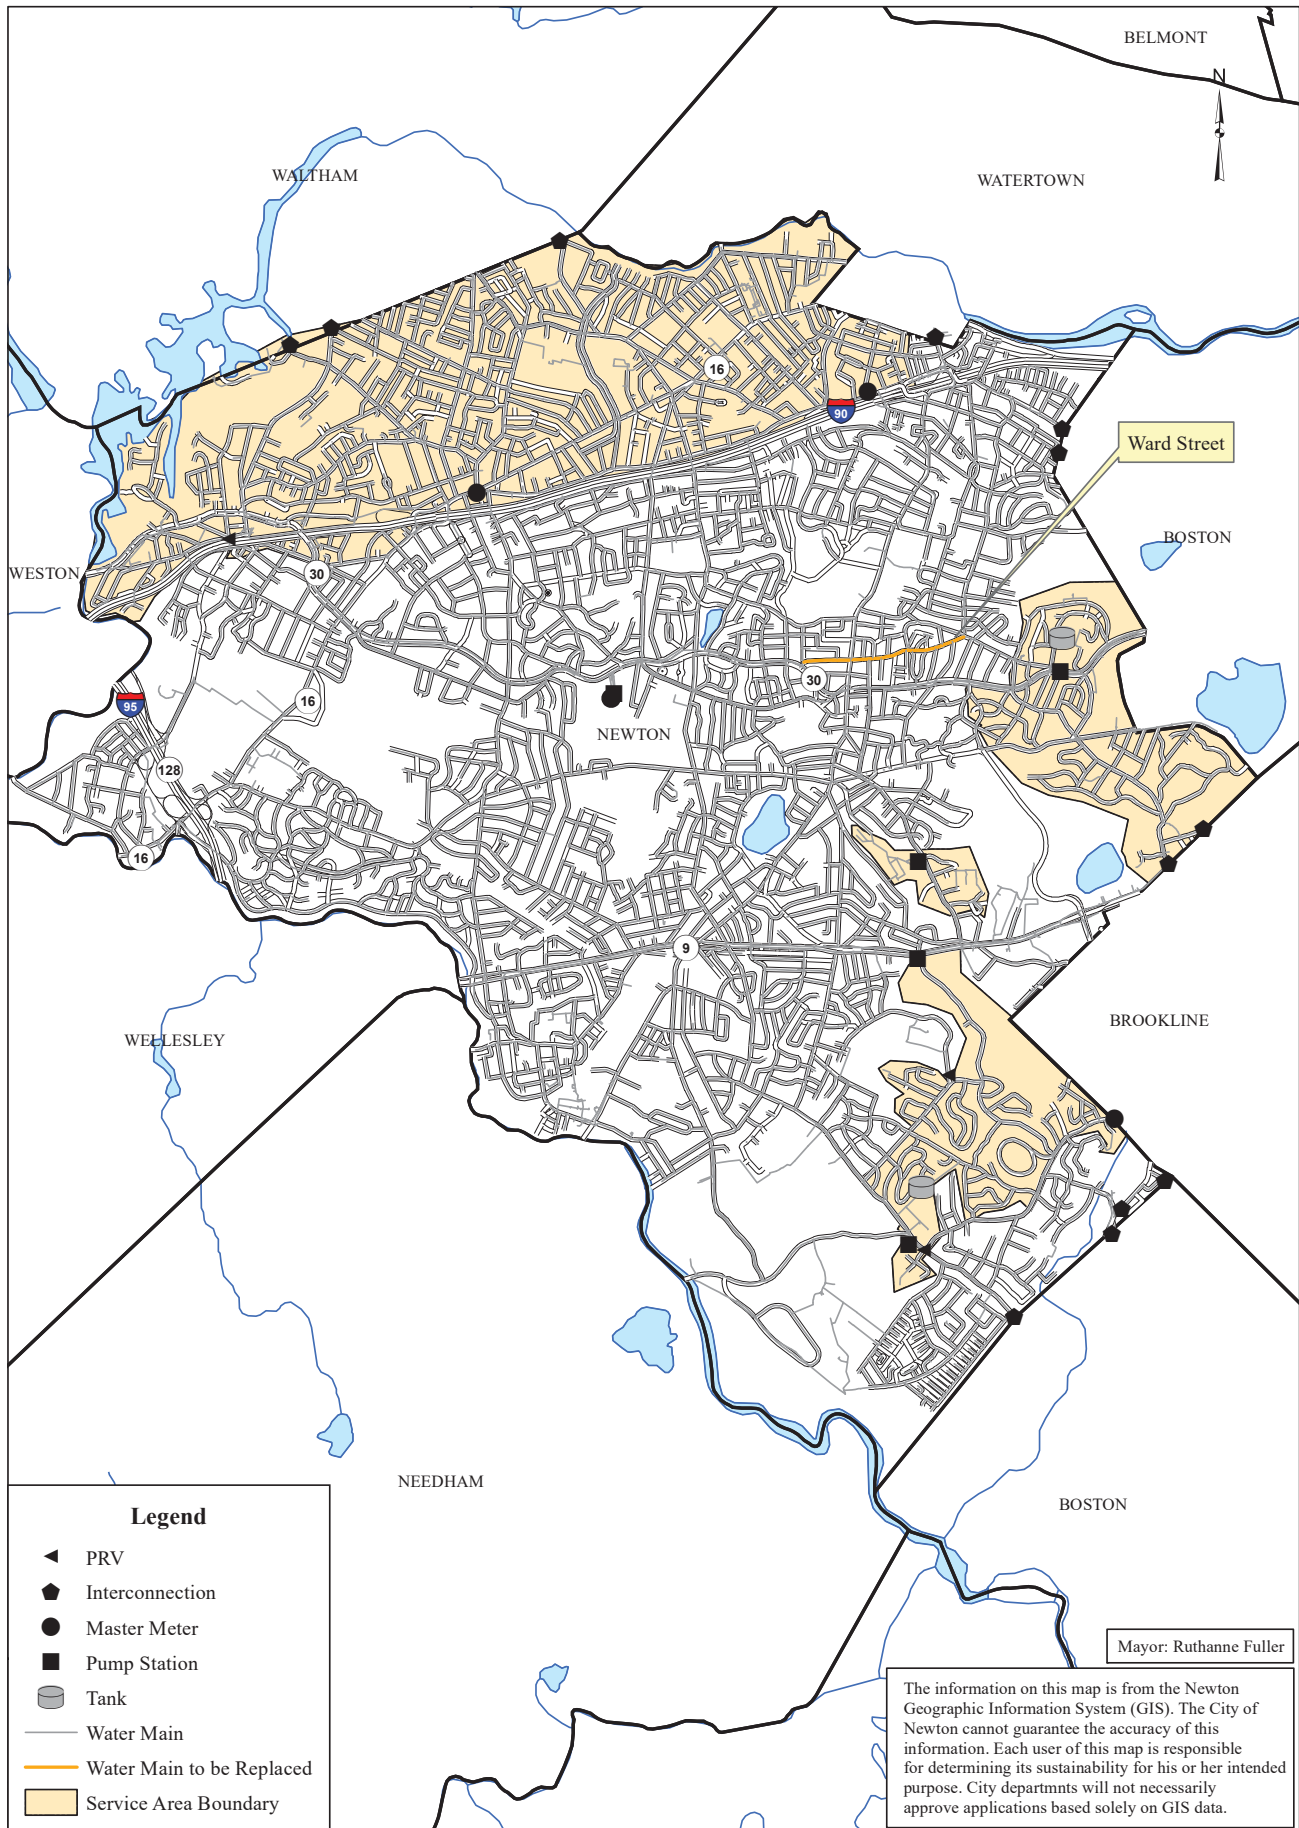 BELMONT
N
WALTHAM
WATERTOWN
16
90
Ward Street
BOSTON
WESTON
30
30
16
95
NEWTON
128
16
9
BROOKLINE
WELLESLEY
NEEDHAM
BOSTON
Legend
PRV
Interconnection
Master Meter
Pump Station
Tank
Water Main
Water Main to be Replaced
Service Area Boundary
Mayor: Ruthanne Fuller
The information on this map is from the Newton
Geographic Information System (GIS). The City of
Newton cannot guarantee the accuracy of this
information. Each user of this map is responsible
for determining its sustainability for his or her intended
purpose. City departmnts will not necessarily
approve applications based solely on GIS data.